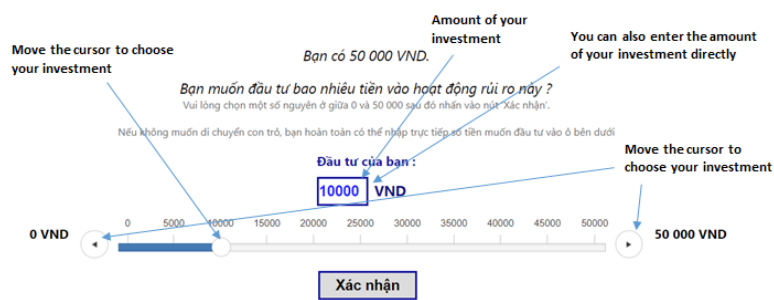 Amount of your
investment
You can also enter the amount
of your investment directly
Move the cursor to choose
your investment
Bạn có 50 000 VND.
Bạn muốn đầu tư bao nhiêu tiền vào hoạt động rủi ro này ?
Vui lòng chọn một số nguyên ở giữa 0 và 50 000 sau đó nhấn vào nút 'Xác nhận'.
Nếu không muốn di chuyển con trỏ, bạn hoàn toàn có thể nhập trực tiếp số tiền muốn đầu tư vào ô bên dưới
Move the cursor to
choose your investment
Đầu tư của bạn :
10000 VND
0 5000 10000 15000 20000 25000 30000 35000 40000 45000 50000
0 VND 50 000 VND
Xác nhận